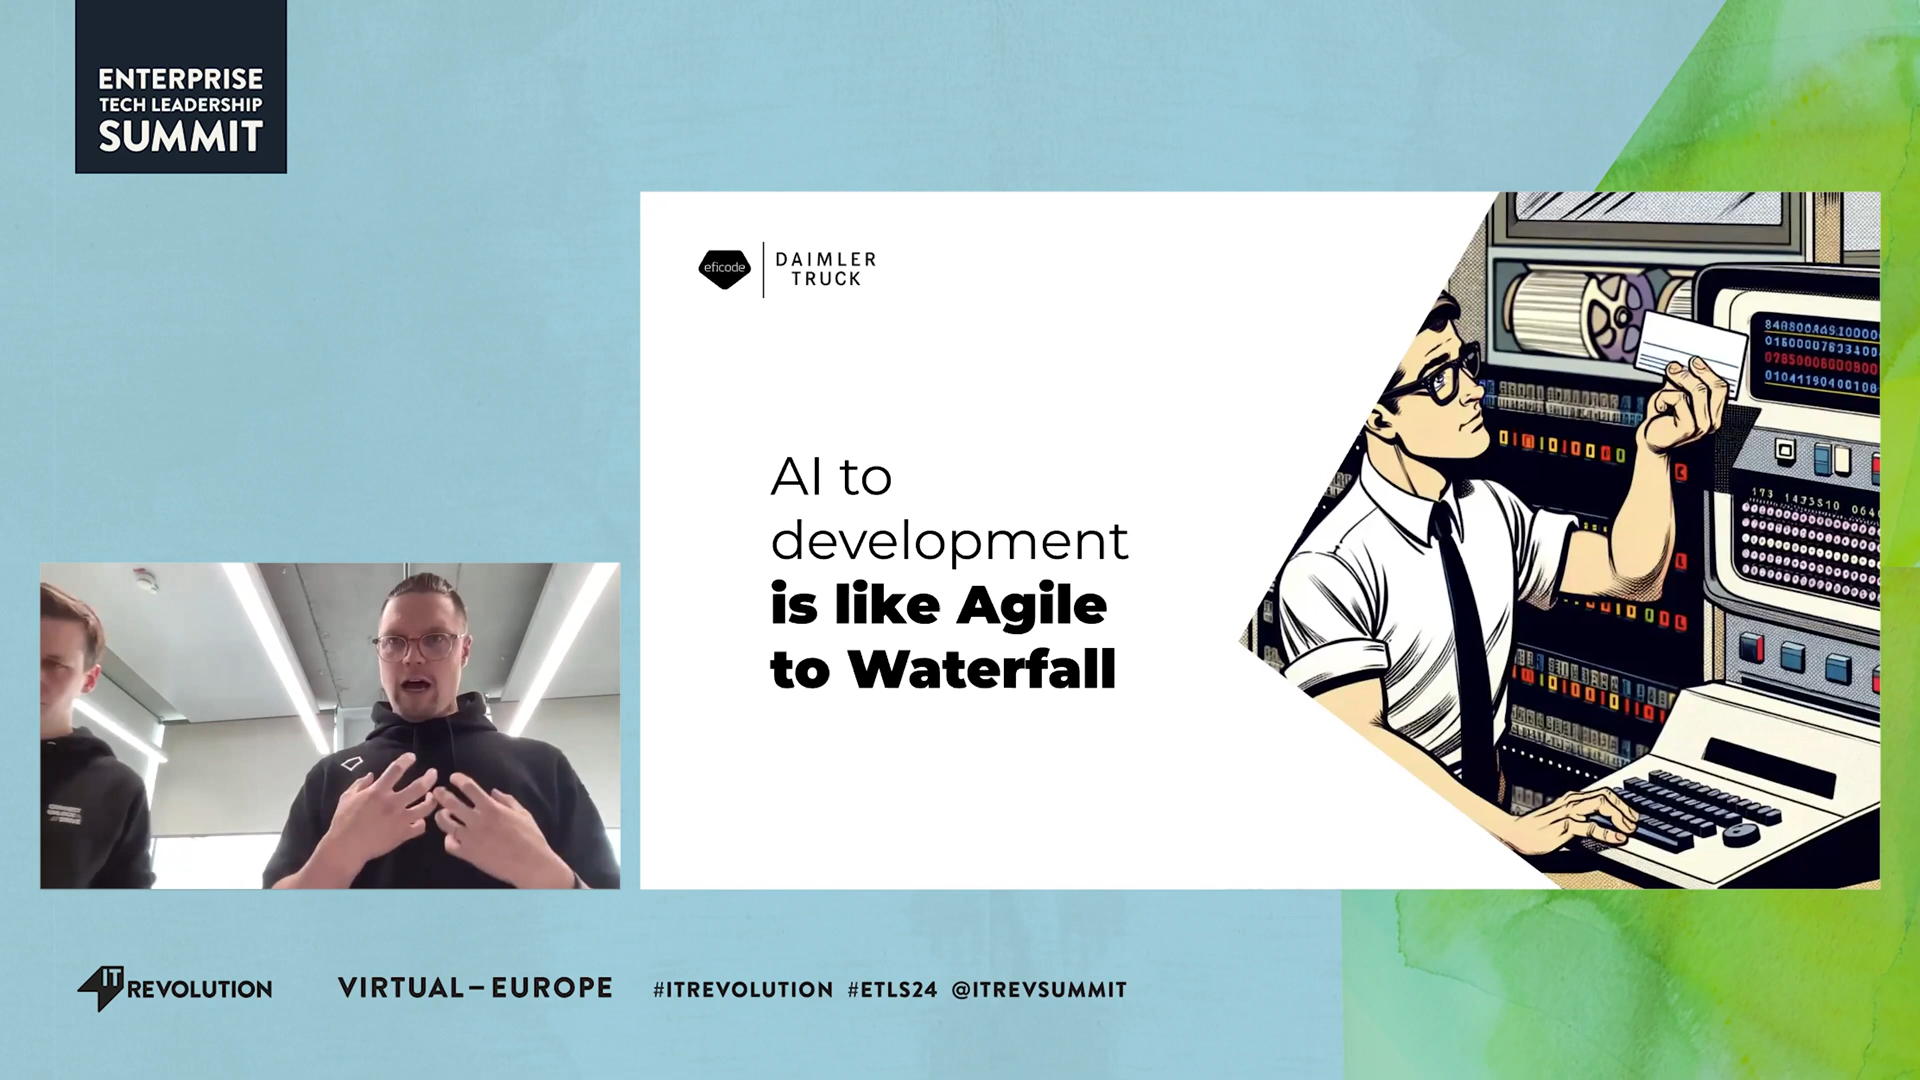 ENTERPRISE
TECH LEADERSHIP
SUMMIT
eficode
DAIMLER
TRUCK
AI to
development
is like Agile
to Waterfall
IT
REVOLUTION
VIRTUAL–EUROPE
#ITREVOLUTION #ETLS24 @ITREVSUMMIT